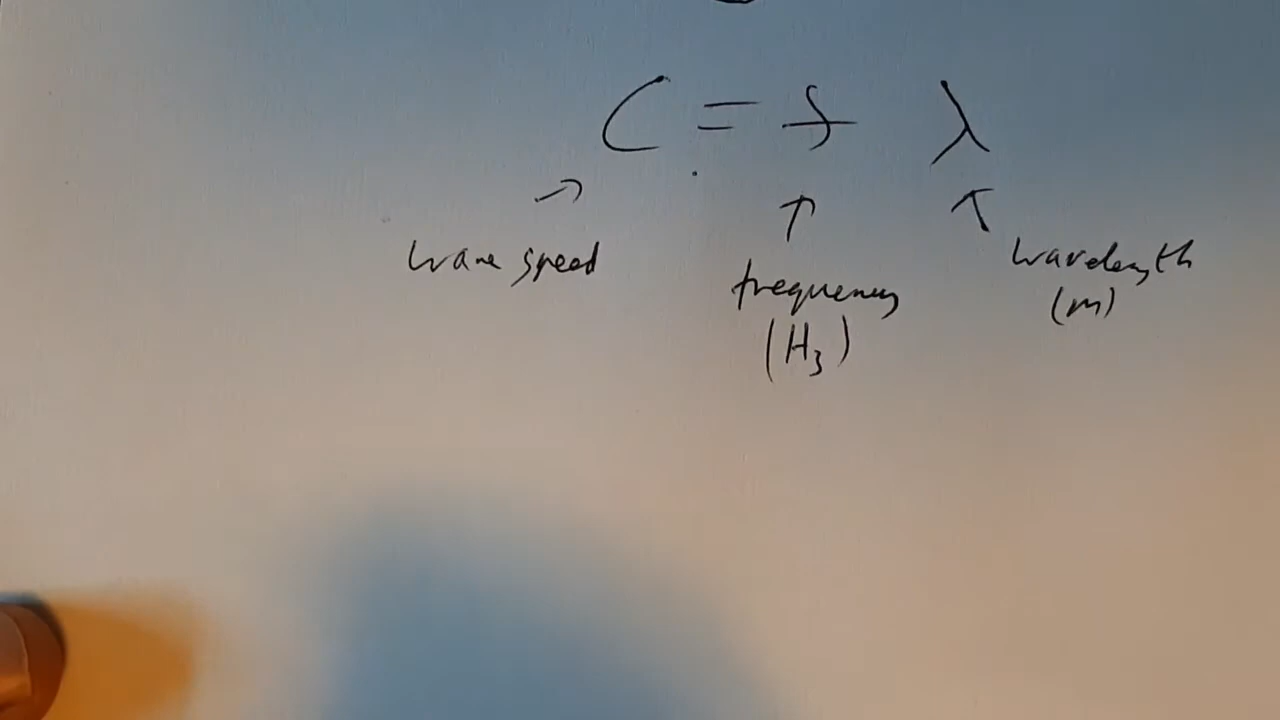 C = f λ
wave speed
frequency
(Hz)
wavelength
(m)